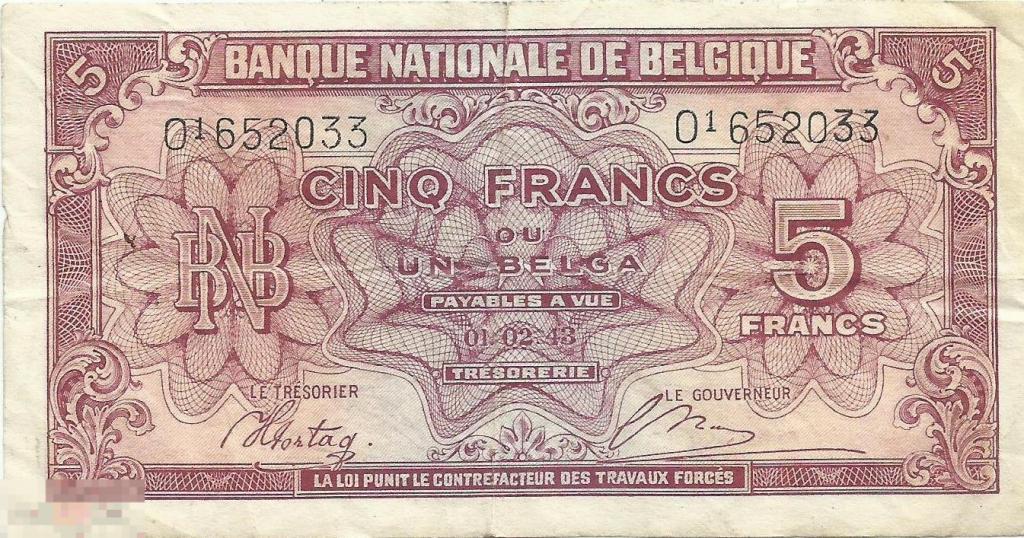 5 BANQUE NATIONALE DE BELGIQUE 5
O¹652033 O¹652033
CINQ FRANCS
OU
UN BELGA
BNB
5
FRANCS
PAYABLES A VUE
01-02-43
TRÉSORERIE
LE TRÉSORIER LE GOUVERNEUR
LA LOI PUNIT LE CONTREFACTEUR DES TRAVAUX FORCÉS